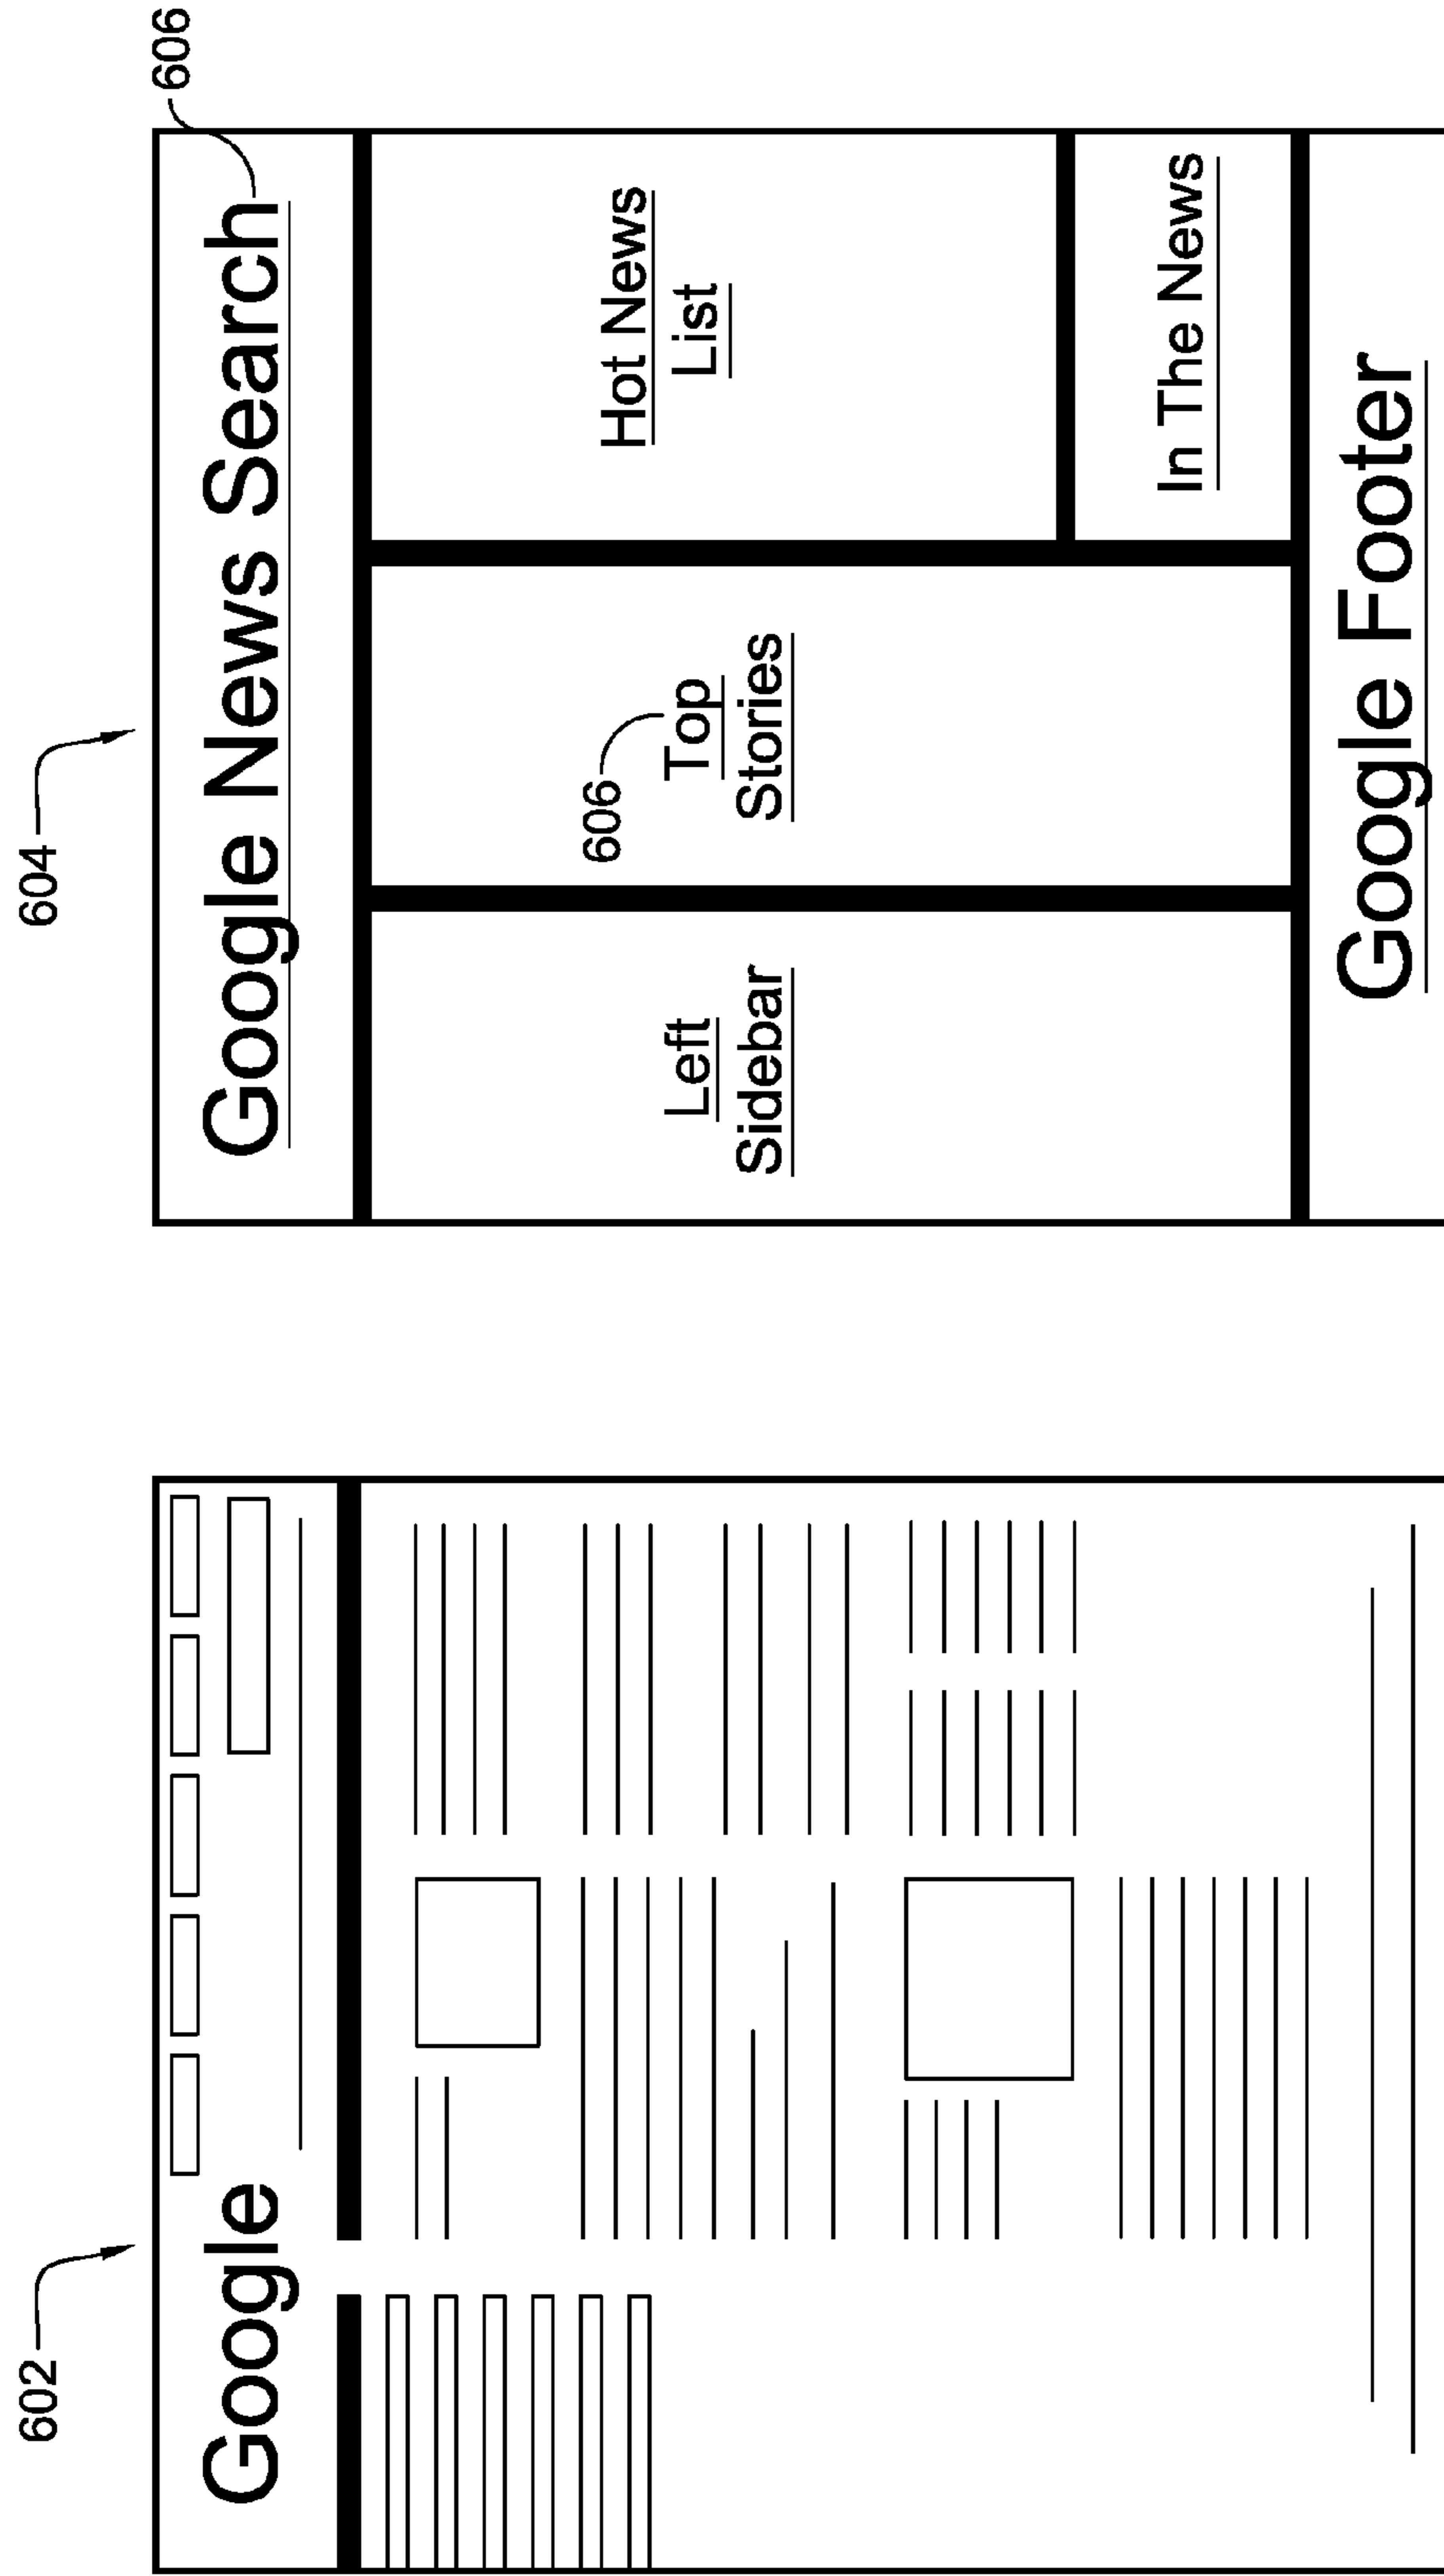 602
Google
604
606
Google News Search
Left
Sidebar
606
Top
Stories
Hot News
List
In The News
Google Footer